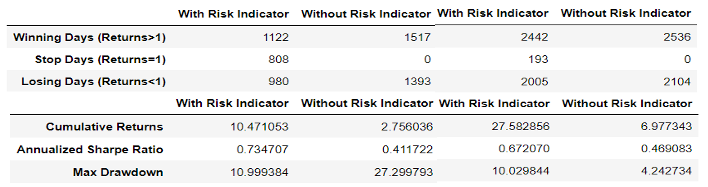 With Risk Indicator Without Risk Indicator With Risk Indicator Without Risk Indicator
Winning Days (Returns>1) 1122 1517 2442 2536
Stop Days (Returns=1) 808 0 193 0
Losing Days (Returns<1) 980 1393 2005 2104
With Risk Indicator Without Risk Indicator With Risk Indicator Without Risk Indicator
Cumulative Returns 10.471053 2.756036 27.582856 6.977343
Annualized Sharpe Ratio 0.734707 0.411722 0.672070 0.469083
Max Drawdown 10.999384 27.299793 10.029844 4.242734